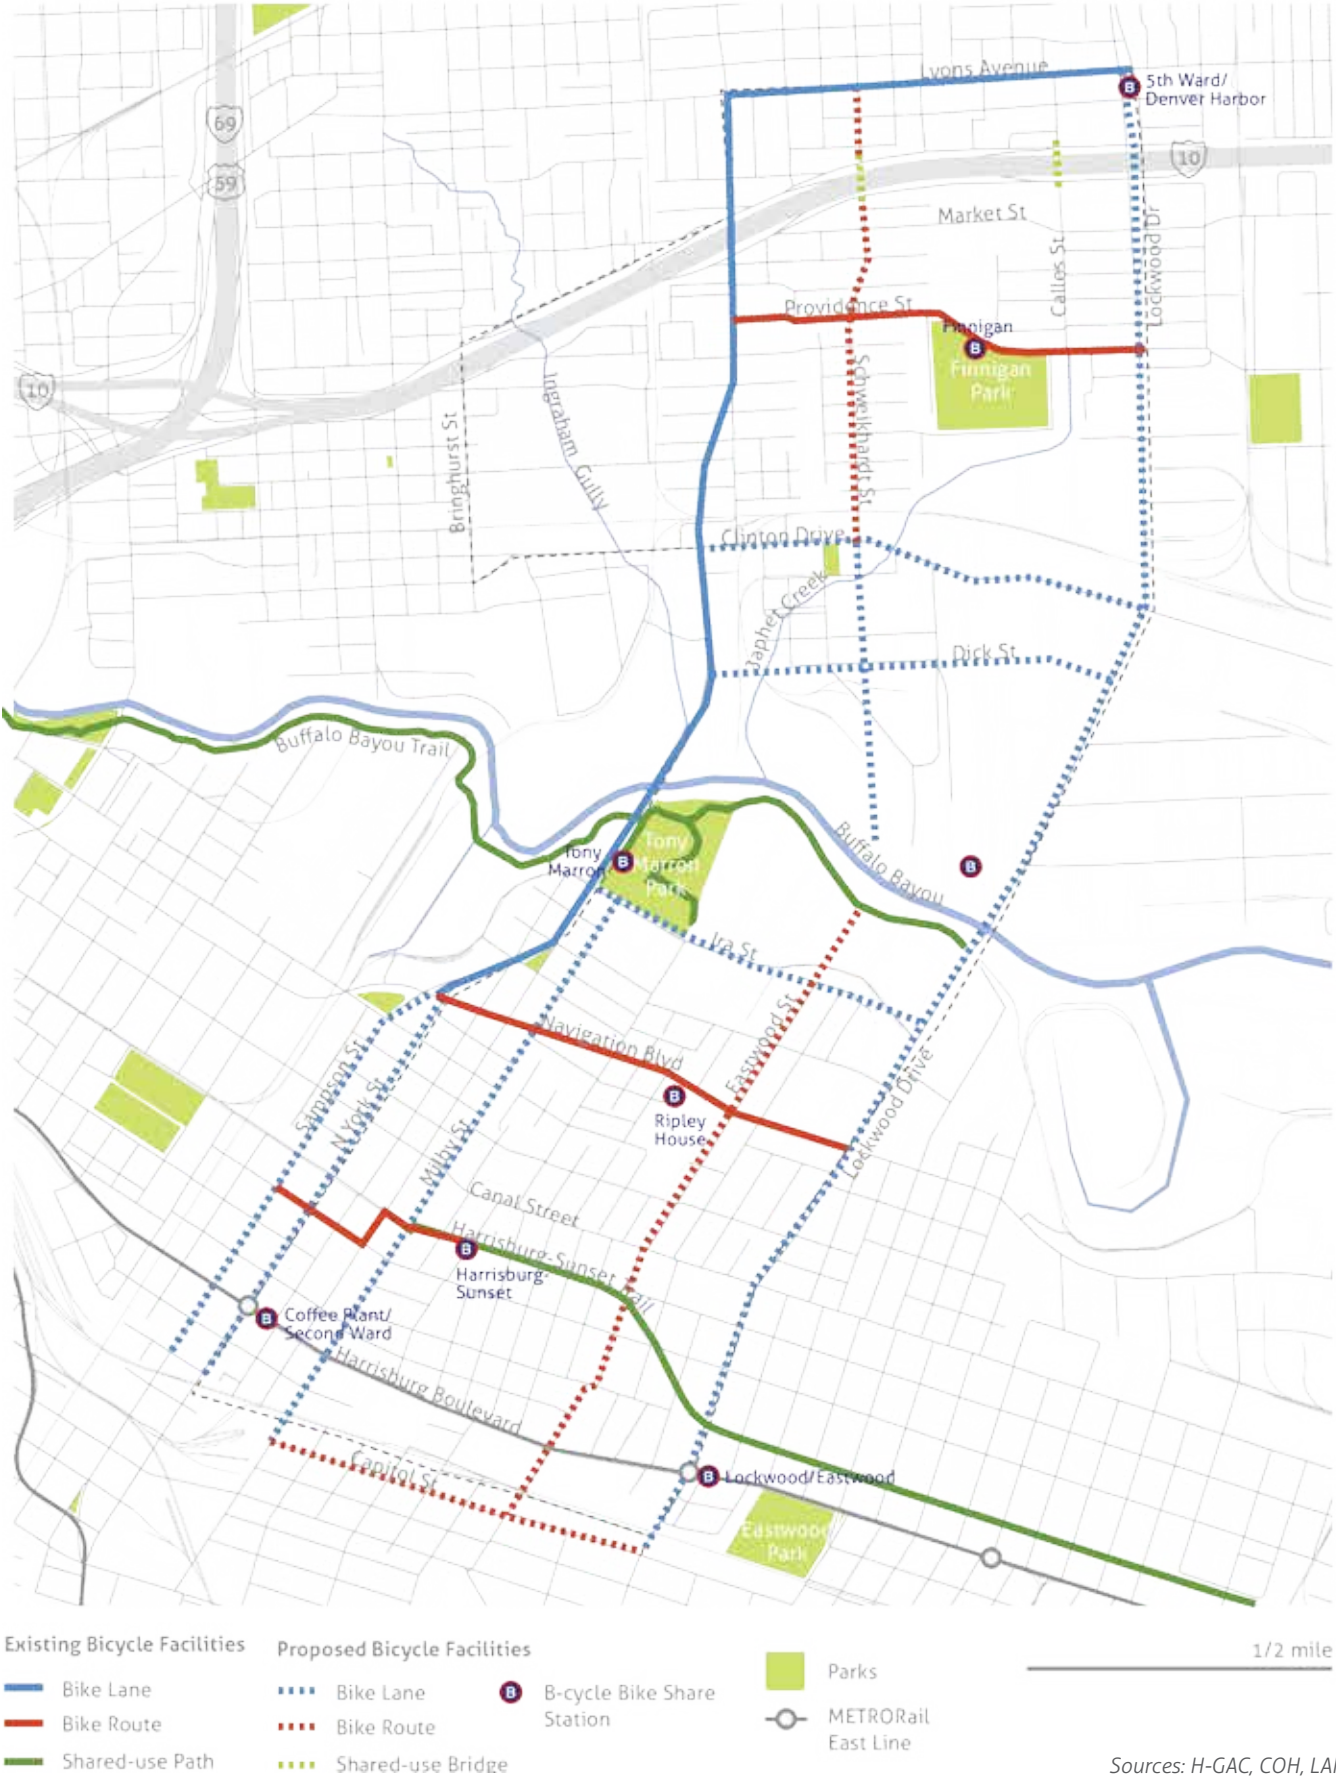 Lyons Avenue
5th Ward/
Denver Harbor
69
59
10
Market St
Callos St
Lockwood Dr
Providence St
Finnigan
Finnigan
Park
10
Ingraham Gully
Bringhurst St
Schweikhardt St
Clinton Drive
Japhet Creek
Dick St
Buffalo Bayou Trail
Tony
Marron
Tony
Marron
Park
Buffalo Bayou
Ira St
Navigation Blvd
Eastwood St
Sampson St
N York St
Milby St
Ripley
House
Lockwood Drive
Canal Street
Harrisburg-Sunset Trail
Harrisburg-
Sunset
Coffee Plant/
Second Ward
Harrisburg Boulevard
Capitol St
Lockwood/Eastwood
Eastwood
Park
Existing Bicycle Facilities
Bike Lane
Bike Route
Shared-use Path
Proposed Bicycle Facilities
Bike Lane
Bike Route
Shared-use Bridge
B B-cycle Bike Share
Station
Parks
METRORail
East Line
1/2 mile
Sources: H-GAC, COH, LAI